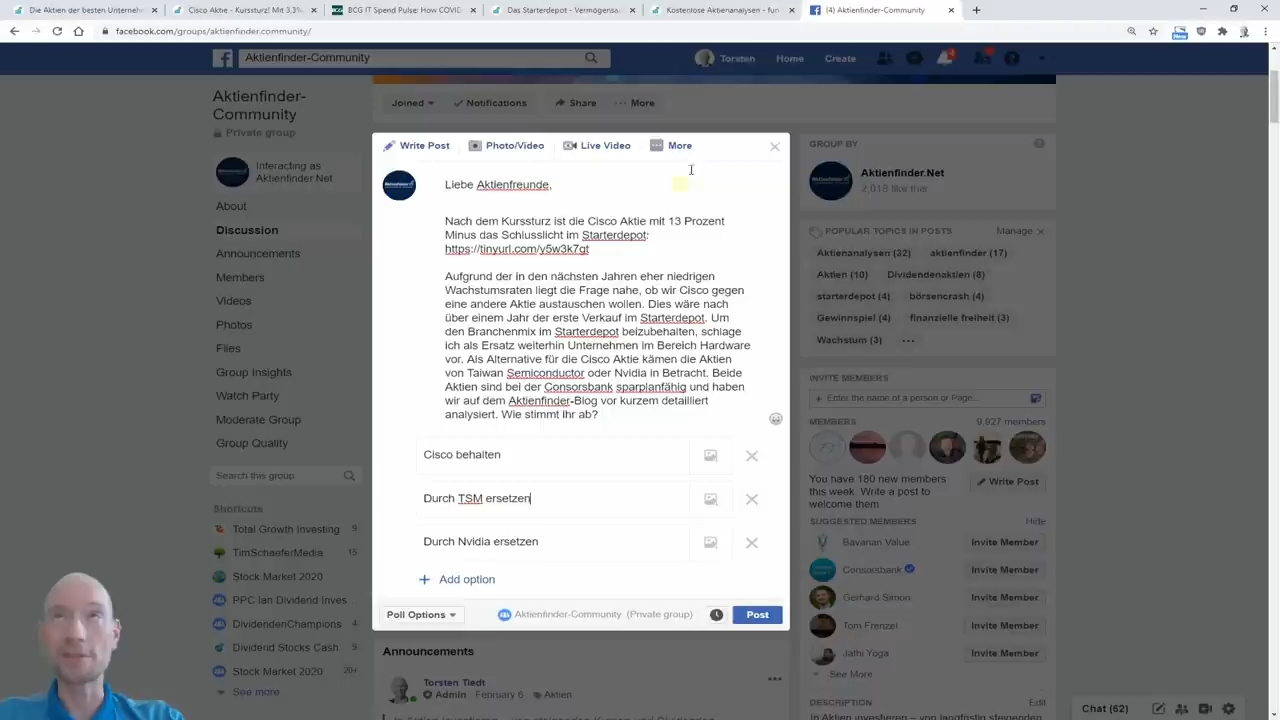 Die Aktien der besten Unterneh
Cisco Aktie - Kurssturz! Mit 3,3%
BCG IT Spend Pulse: How COVID
Das Starterdepot - Vermögensau
Kostenlose Aktienanalysen - fun
(4) Aktienfinder-Community
facebook.com/groups/aktienfinder.community/
New
Aktienfinder-Community
Torsten
Home
Create
Aktienfinder-
Community
Private group
Interacting as
Aktienfinder.Net
About
Discussion
Announcements
Members
Videos
Photos
Files
Group Insights
Watch Party
Moderate Group
Group Quality
Search this group
Shortcuts
Total Growth Investing 9
TimSchaeferMedia 15
Stock Market 2020
PPC Ian Dividend Inves...
DividendenChampions 4
Dividend Stocks Cash 9
Stock Market 2020 20+
See more
Joined
Notifications
Share
More
Write Post
Photo/Video
Live Video
More
Liebe Aktienfreunde,
Nach dem Kurssturz ist die Cisco Aktie mit 13 Prozent
Minus das Schlusslicht im Starterdepot:
https://tinyurl.com/y5w3k7gt
Aufgrund der in den nächsten Jahren eher niedrigen
Wachstumsraten liegt die Frage nahe, ob wir Cisco gegen
eine andere Aktie austauschen wollen. Dies wäre nach
über einem Jahr der erste Verkauf im Starterdepot. Um
den Branchenmix im Starterdepot beizubehalten, schlage
ich als Ersatz weiterhin Unternehmen im Bereich Hardware
vor. Als Alternative für die Cisco Aktie kämen die Aktien
von Taiwan Semiconductor oder Nvidia in Betracht. Beide
Aktien sind bei der Consorsbank sparplanfähig und haben
wir auf dem Aktienfinder-Blog vor kurzem detailliert
analysiert. Wie stimmt ihr ab?
Cisco behalten
Durch TSM ersetzen
Durch Nvidia ersetzen
Add option
Poll Options
Aktienfinder-Community (Private group)
Post
Announcements
Torsten Tiedt
Admin February 6 Aktien
GROUP BY
Aktienfinder.Net
2,018 like this
POPULAR TOPICS IN POSTS
Manage
Aktienanalysen (32)
aktienfinder (17)
Aktien (10)
Dividendenaktien (8)
starterdepot (4)
börsencrash (4)
Gewinnspiel (4)
finanzielle freiheit (3)
Wachstum (3)
INVITE MEMBERS
Enter the name of a person or Page...
MEMBERS
9,927 members
You have 180 new members
this week. Write a post to
welcome them
Write Post
SUGGESTED MEMBERS
Hide
Bavarian Value
Invite Member
Consorsbank
Invite Member
Gerhard Simon
Invite Member
Tom Frenzel
Invite Member
Jathi Yoga
Invite Member
See More
DESCRIPTION
Edit
Chat (62)